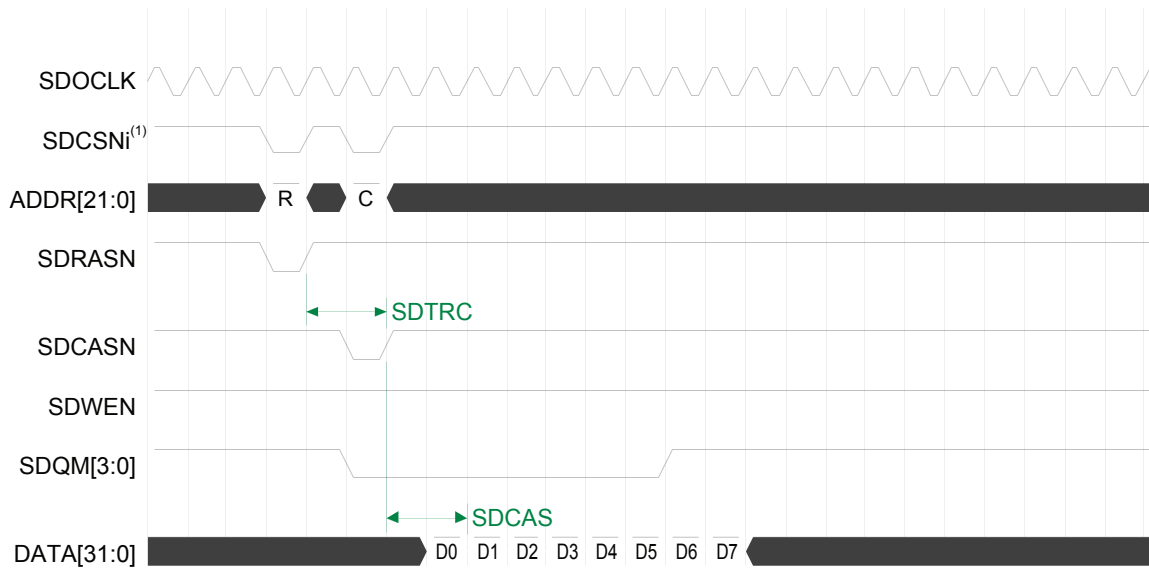 SDOCLK
SDCSNi(1)
ADDR[21:0] R C
SDRASN
SDTRC
SDCASN
SDWEN
SDQM[3:0]
SDCAS
DATA[31:0] D0 D1 D2 D3 D4 D5 D6 D7